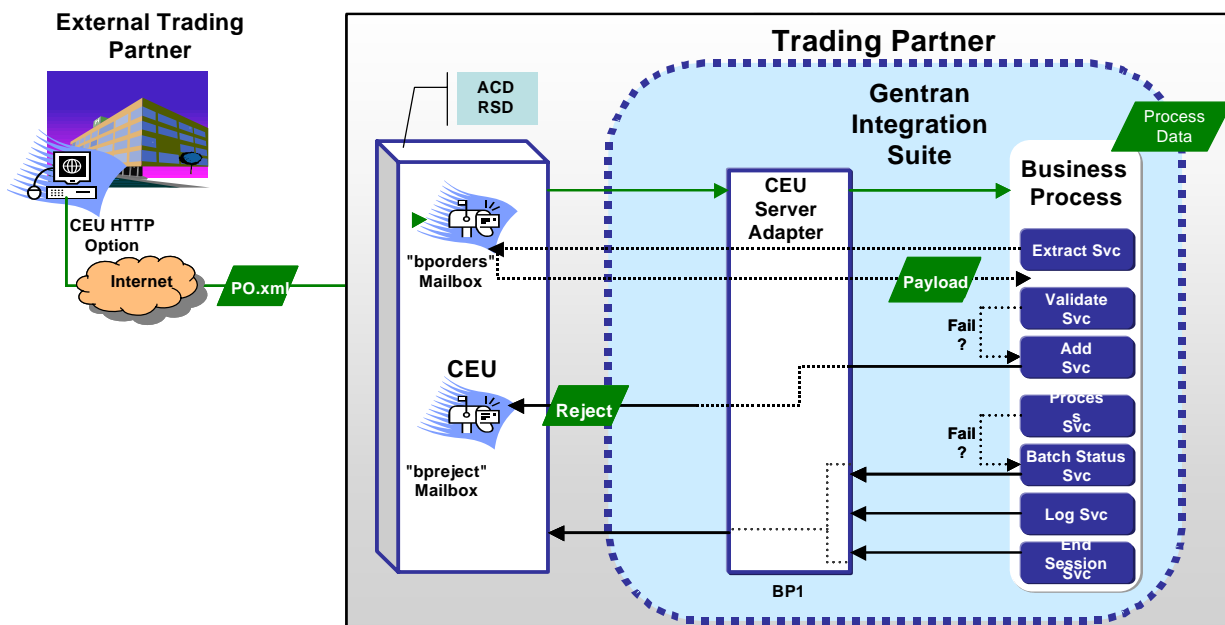 External Trading
Partner
CEU HTTP
Option
Internet
PO.xml
Trading Partner
ACD
RSD
Gentran
Integration
Suite
Process
Data
"bporders"
Mailbox
CEU
"bpreject"
Mailbox
CEU
Server
Adapter
BP1
Payload
Reject
Business
Process
Extract Svc
Validate
Svc
Fail
?
Add
Svc
Proces
s
Svc
Fail
?
Batch Status
Svc
Log Svc
End
Session
Svc